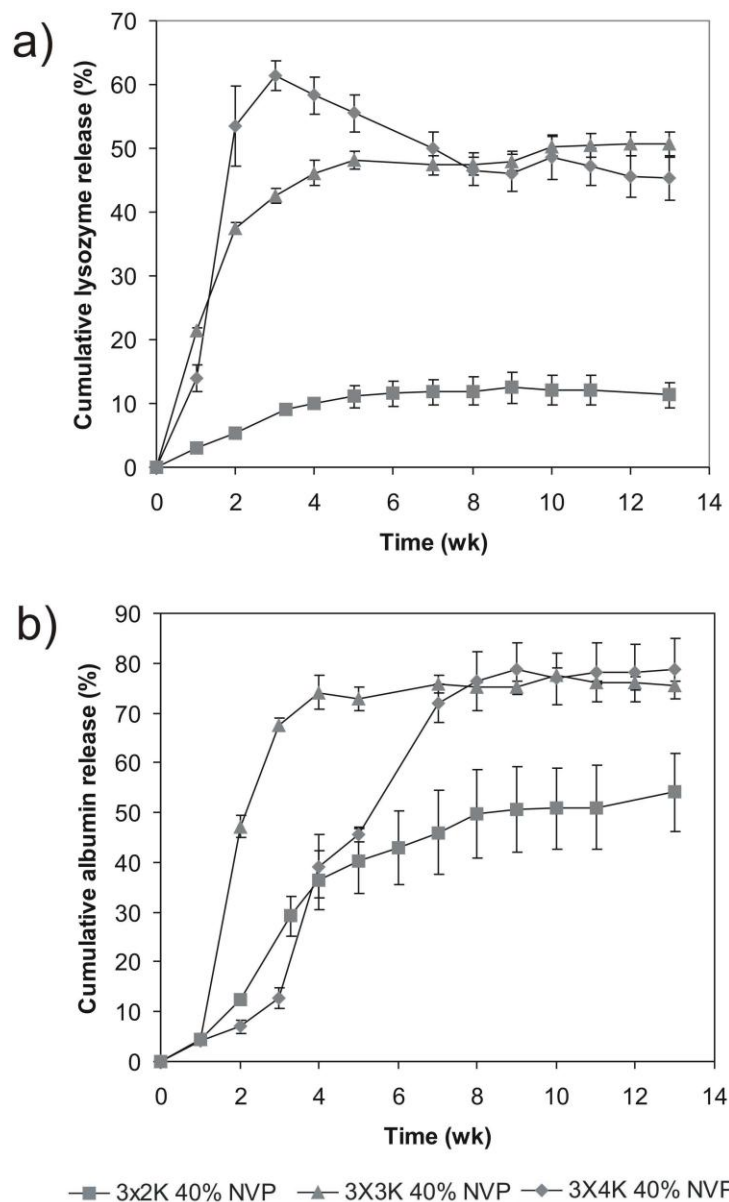 a)
Cumulative lysozyme release (%)
70
60
50
40
30
20
10
0
0 2 4 6 8 10 12 14
Time (wk)
b)
Cumulative albumin release (%)
90
80
70
60
50
40
30
20
10
0
0 2 4 6 8 10 12 14
Time (wk)
3x2K 40% NVP 3X3K 40% NVP 3X4K 40% NVP